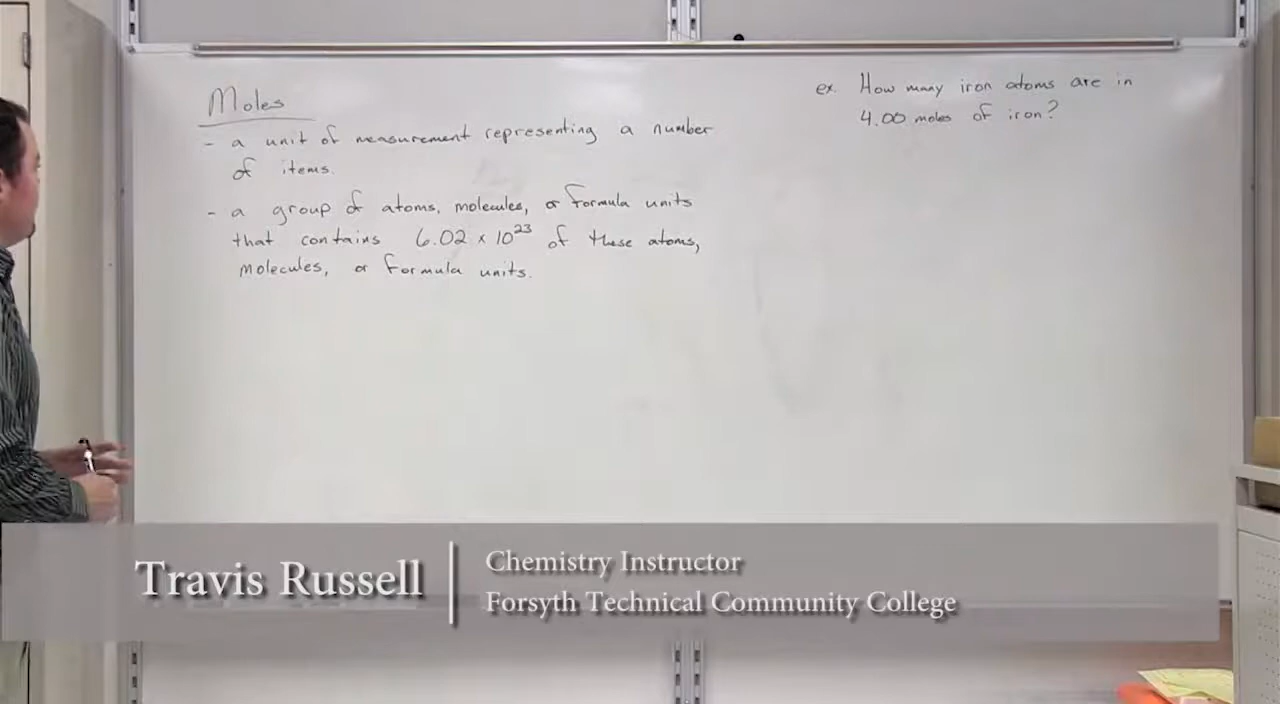 Moles
- a unit of measurement representing a number
of items.
- a group of atoms, molecules, or formula units
that contains 6.02 x 10²³ of these atoms,
molecules, or formula units.
ex. How many iron atoms are in
4.00 moles of iron?
Travis Russell
Chemistry Instructor
Forsyth Technical Community College